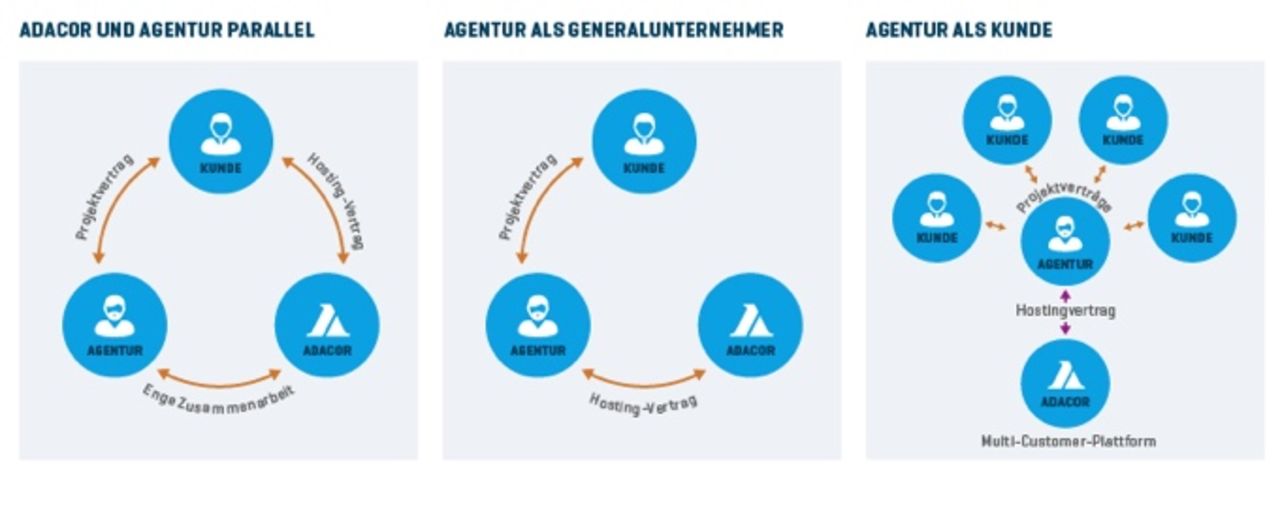 ADACOR UND AGENTUR PARALLEL
KUNDE
Projektvertrag
Hosting-Vertrag
AGENTUR
ADACOR
Enge Zusammenarbeit
AGENTUR ALS GENERALUNTERNEHMER
KUNDE
Projektvertrag
AGENTUR
ADACOR
Hosting-Vertrag
AGENTUR ALS KUNDE
KUNDE
KUNDE
KUNDE
Projektverträge
KUNDE
AGENTUR
Hostingvertrag
ADACOR
Multi-Customer-Plattform